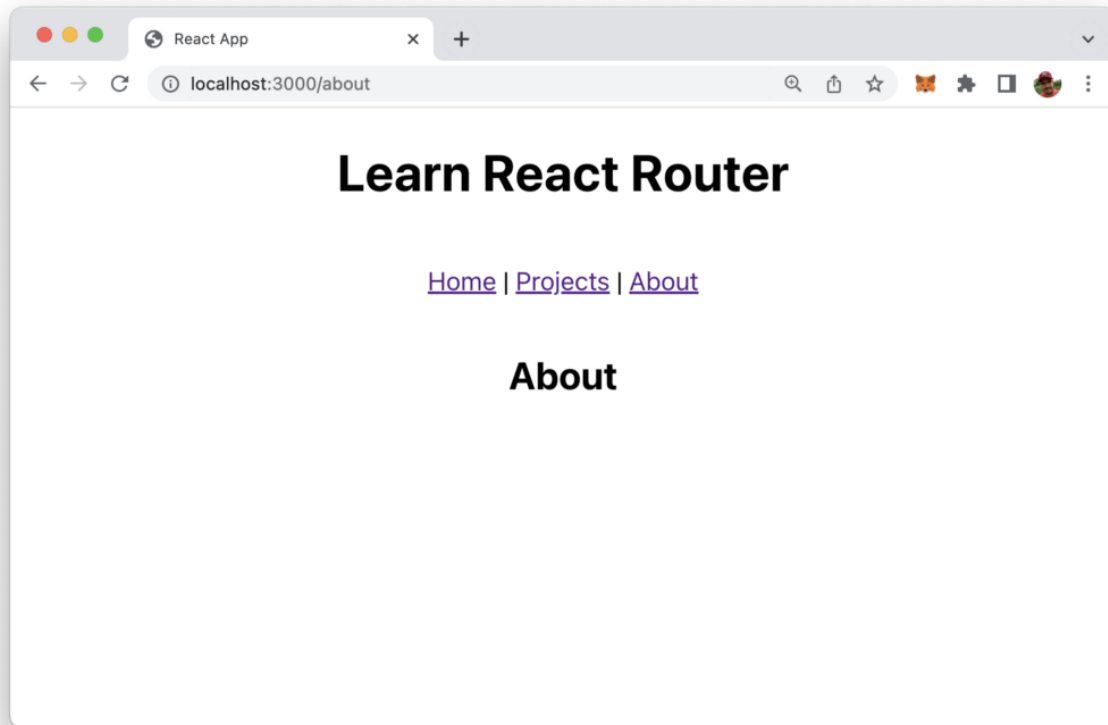 React App
localhost:3000/about
Learn React Router
Home | Projects | About
About